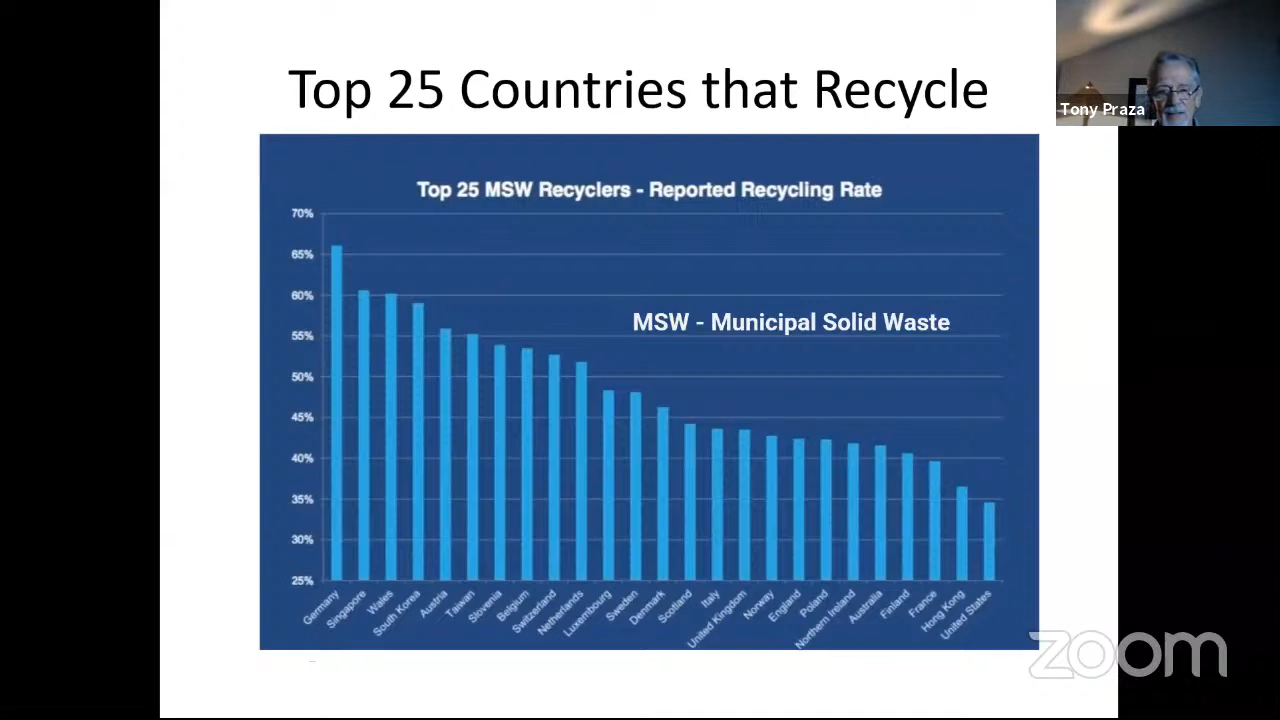 Top 25 Countries that Recycle
Tony Praza
Top 25 MSW Recyclers - Reported Recycling Rate
70%
65%
60%
MSW - Municipal Solid Waste
55%
50%
45%
40%
35%
30%
25%
Germany
Singapore
Wales
South Korea
Austria
Taiwan
Slovenia
Belgium
Switzerland
Netherlands
Luxembourg
Sweden
Denmark
Scotland
Italy
United Kingdom
Norway
England
Poland
Northern Ireland
Australia
Finland
France
Hong Kong
United States
zoom